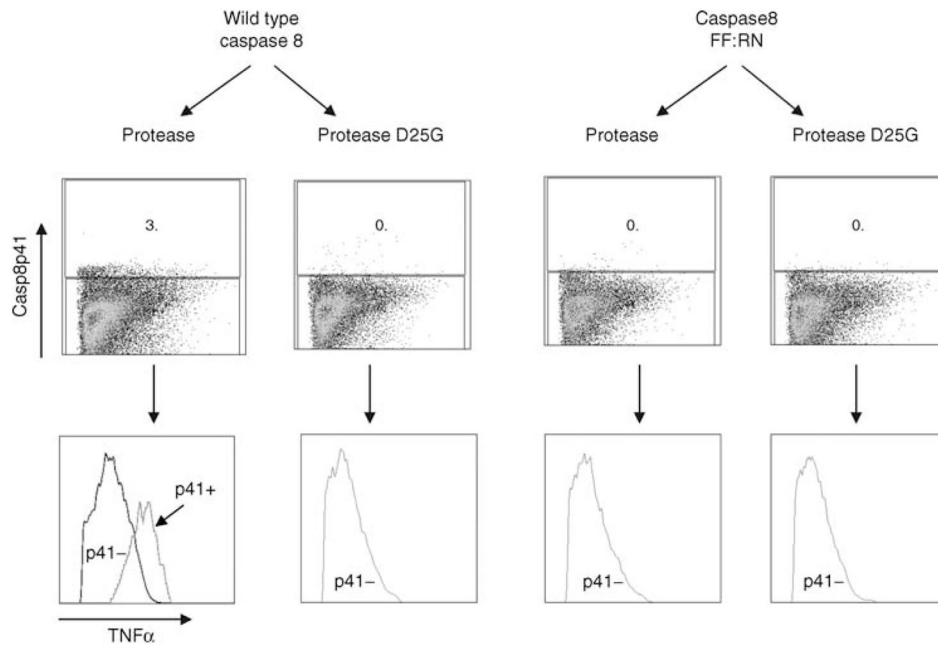 Wild type
caspase 8
Caspase8
FF:RN
Protease
Protease D25G
Protease
Protease D25G
Casp8p41
3.
0.
0.
0.
p41+
p41–
p41–
p41–
p41–
TNFα